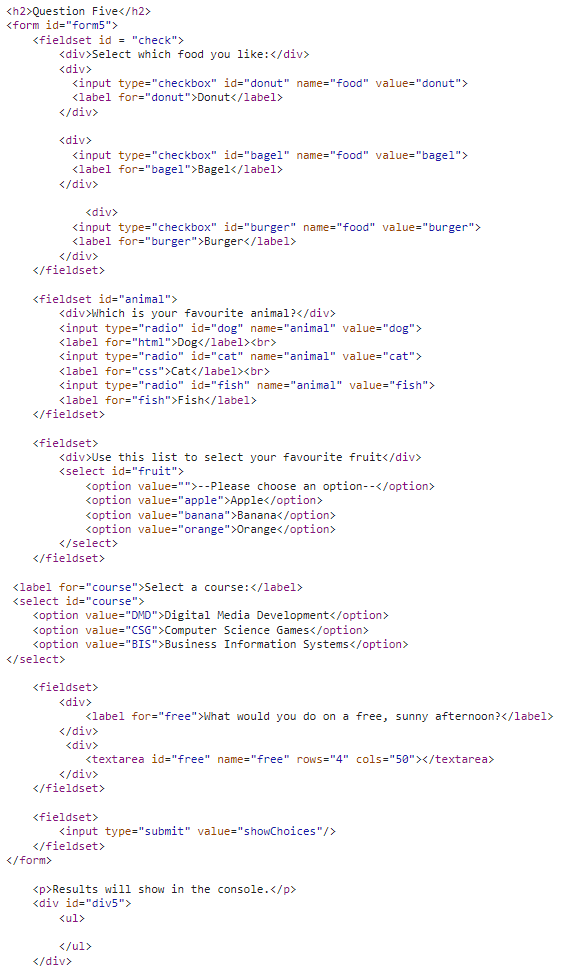 <h2>Question Five</h2>
<form id="form5">
    <fieldset id = "check">
        <div>Select which food you like:</div>
        <div>
          <input type="checkbox" id="donut" name="food" value="donut">
          <label for="donut">Donut</label>
        </div>

        <div>
          <input type="checkbox" id="bagel" name="food" value="bagel">
          <label for="bagel">Bagel</label>
        </div>

            <div>
          <input type="checkbox" id="burger" name="food" value="burger">
          <label for="burger">Burger</label>
        </div>
    </fieldset>

    <fieldset id="animal">
        <div>Which is your favourite animal?</div>
        <input type="radio" id="dog" name="animal" value="dog">
        <label for="html">Dog</label><br>
        <input type="radio" id="cat" name="animal" value="cat">
        <label for="css">Cat</label><br>
        <input type="radio" id="fish" name="animal" value="fish">
        <label for="fish">Fish</label>
    </fieldset>

    <fieldset>
        <div>Use this list to select your favourite fruit</div>
        <select id="fruit">
            <option value="">--Please choose an option--</option>
            <option value="apple">Apple</option>
            <option value="banana">Banana</option>
            <option value="orange">Orange</option>
        </select>
    </fieldset>

 <label for="course">Select a course:</label>
 <select id="course">
    <option value="DMD">Digital Media Development</option>
    <option value="CSG">Computer Science Games</option>
    <option value="BIS">Business Information Systems</option>
</select>

    <fieldset>
        <div>
            <label for="free">What would you do on a free, sunny afternoon?</label>
        </div>
         <div>
            <textarea id="free" name="free" rows="4" cols="50"></textarea>
        </div>
    </fieldset>

    <fieldset>
        <input type="submit" value="showChoices"/>
    </fieldset>
</form>

    <p>Results will show in the console.</p>
    <div id="div5">
        <ul>

        </ul>
    </div>